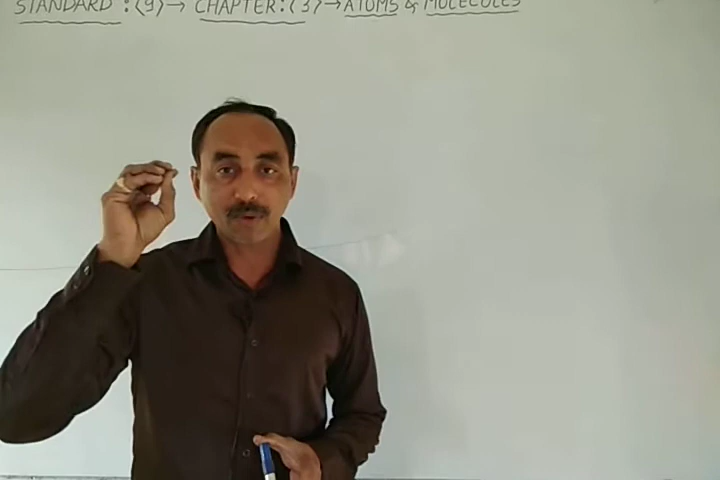 STANDARD :(9)→ CHAPTER:(3)→ATOMS & MOLECULES